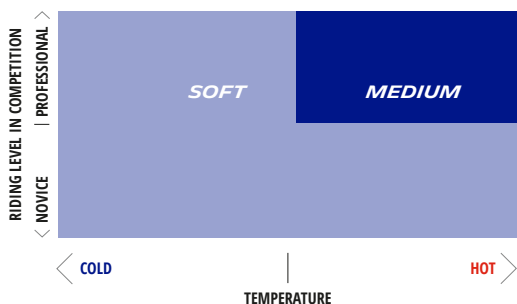 RIDING LEVEL IN COMPETITION
NOVICE | PROFESSIONAL
SOFT
MEDIUM
COLD
HOT
TEMPERATURE